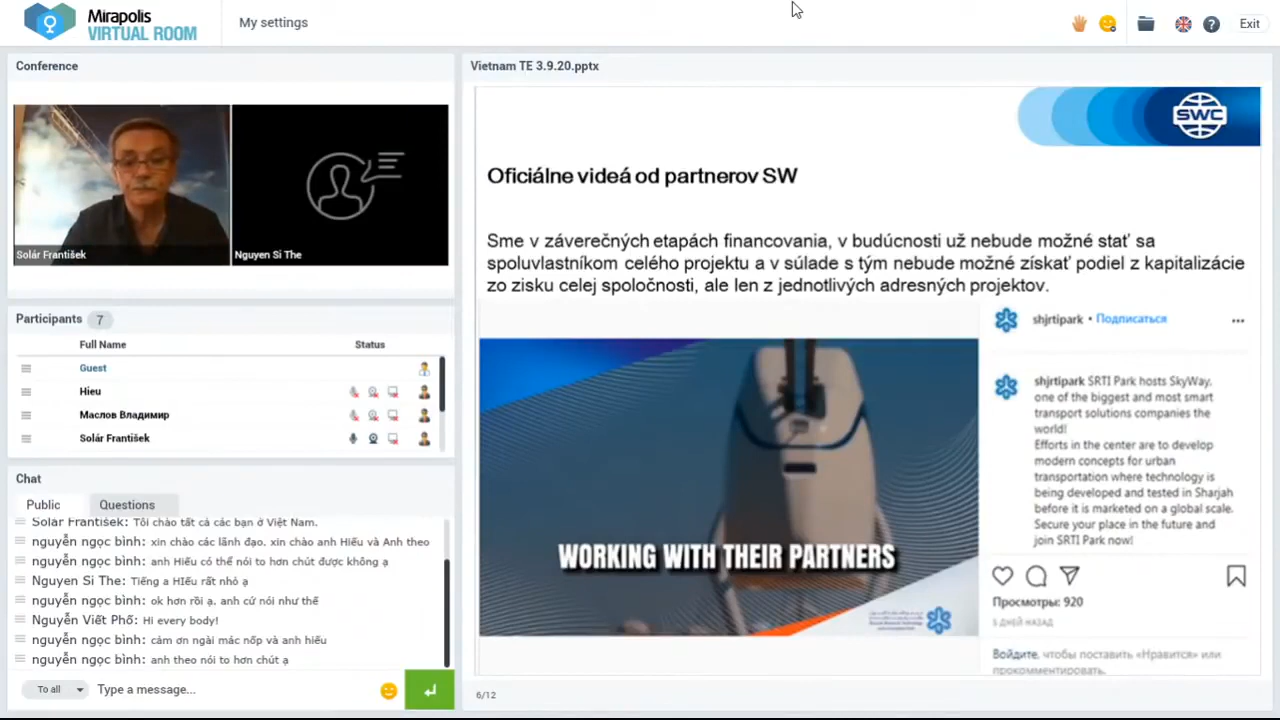 Mirapolis
VIRTUAL ROOM
My settings
Exit
Conference
Solár František
Nguyen Si The
Participants 7
Full Name Status
Guest
Hieu
Маслов Владимир
Solár František
Chat
Public Questions
Solár František: Tôi chào tất cả các bạn ở Việt Nam.
nguyễn ngọc bình: xin chào các lãnh đạo. xin chào anh Hiếu và Anh theo
nguyễn ngọc bình: anh Hiếu có thể nói to hơn chút được không ạ
Nguyen Si The: Tiếng a HIếu rất nhỏ ạ
nguyễn ngọc bình: ok hơn rồi ạ. anh cứ nói như thế
Nguyễn Viết Phố: Hi every body!
nguyễn ngọc bình: cảm ơn ngài mác nốp và anh hiếu
nguyễn ngọc bình: anh theo nói to hơn chút ạ
To all Type a message...
Vietnam TE 3.9.20.pptx
SWC
Oficiálne videá od partnerov SW
Sme v záverečných etapách financovania, v budúcnosti už nebude možné stať sa
spoluvlastníkom celého projektu a v súlade s tým nebude možné získať podiel z kapitalizácie
zo zisku celej spoločnosti, ale len z jednotlivých adresných projektov.
WORKING WITH THEIR PARTNERS
shjrtipark • Подписаться
shjrtipark SRTI Park hosts SkyWay,
one of the biggest and most smart
transport solutions companies the
world!
Efforts in the center are to develop
modern concepts for urban
transportation where technology is
being developed and tested in Sharjah
before it is marketed on a global scale.
Secure your place in the future and
join SRTI Park now!
Просмотры: 920
5 ДНЕЙ НАЗАД
Войдите, чтобы поставить «Нравится» или
прокомментировать.
6/12